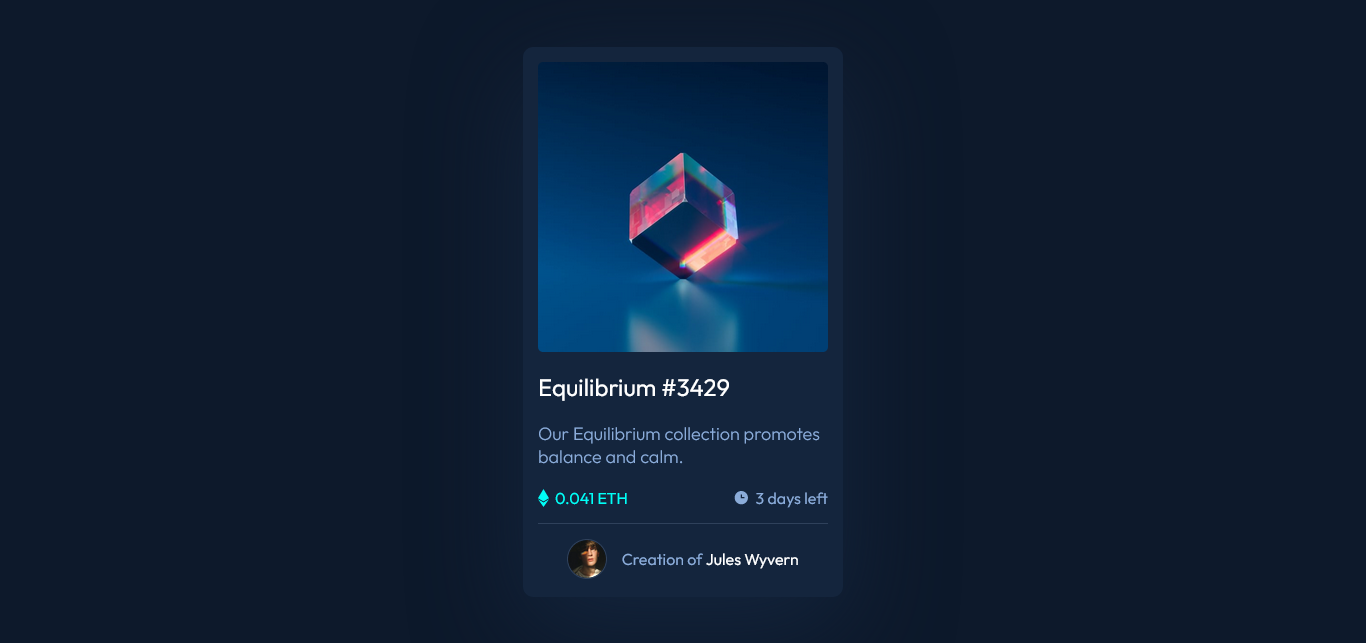 Equilibrium #3429
Our Equilibrium collection promotes
balance and calm.
0.041 ETH
3 days left
Creation of Jules Wyvern